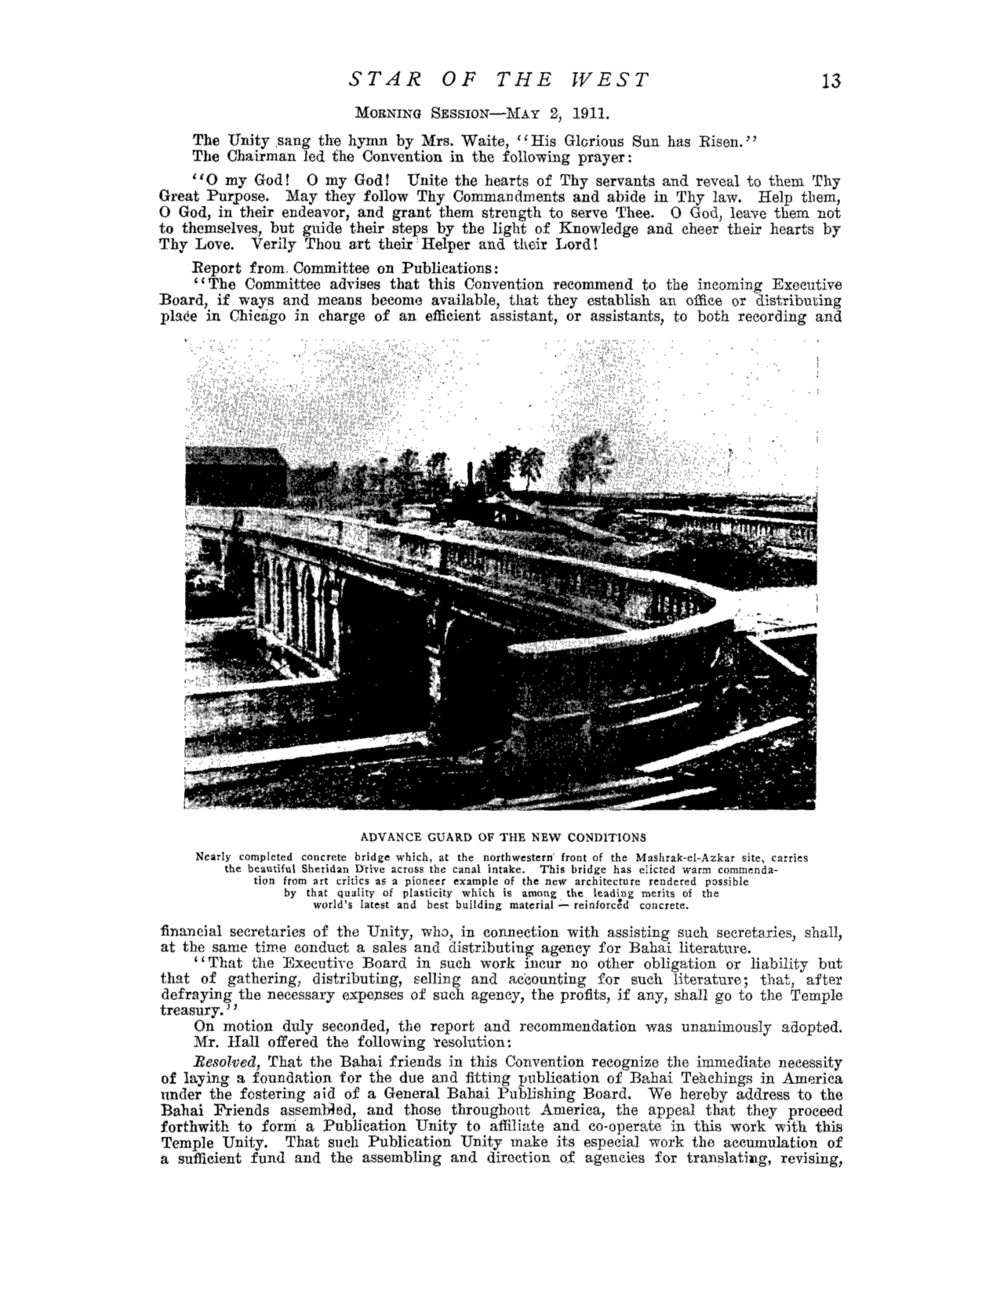 STAR OF THE WEST 13
MORNING SESSION—MAY 2, 1911.
The Unity sang the hymn by Mrs. Waite, "His Glorious Sun has Risen."
The Chairman led the Convention in the following prayer:
"O my God! O my God! Unite the hearts of Thy servants and reveal to them Thy
Great Purpose. May they follow Thy Commandments and abide in Thy law. Help them,
O God, in their endeavor, and grant them strength to serve Thee. O God, leave them not
to themselves, but guide their steps by the light of Knowledge and cheer their hearts by
Thy Love. Verily Thou art their Helper and their Lord!
Report from Committee on Publications:
"The Committee advises that this Convention recommend to the incoming Executive
Board, if ways and means become available, that they establish an office or distributing
place in Chicago in charge of an efficient assistant, or assistants, to both recording and
ADVANCE GUARD OF THE NEW CONDITIONS
Nearly completed concrete bridge which, at the northwestern front of the Mashrak-el-Azkar site, carries
the beautiful Sheridan Drive across the canal intake. This bridge has elicted warm commenda-
tion from art critics as a pioneer example of the new architecture rendered possible
by that quality of plasticity which is among the leading merits of the
world's latest and best building material — reinforced concrete.
financial secretaries of the Unity, who, in connection with assisting such secretaries, shall,
at the same time conduct a sales and distributing agency for Bahai literature.
"That the Executive Board in such work incur no other obligation or liability but
that of gathering, distributing, selling and accounting for such literature; that, after
defraying the necessary expenses of such agency, the profits, if any, shall go to the Temple
treasury."
On motion duly seconded, the report and recommendation was unanimously adopted.
Mr. Hall offered the following resolution:
Resolved, That the Bahai friends in this Convention recognize the immediate necessity
of laying a foundation for the due and fitting publication of Bahai Teachings in America
under the fostering aid of a General Bahai Publishing Board. We hereby address to the
Bahai Friends assembled, and those throughout America, the appeal that they proceed
forthwith to form a Publication Unity to affiliate and co-operate in this work with this
Temple Unity. That such Publication Unity make its especial work the accumulation of
a sufficient fund and the assembling and direction of agencies for translating, revising,